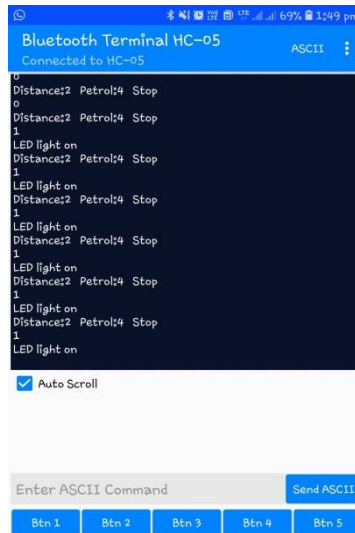 69% 1:49 pm
Bluetooth Terminal HC-05
Connected to HC-05
ASCII
0
Distance:2 Petrol:4 Stop
0
Distance:2 Petrol:4 Stop
1
LED light on
Distance:2 Petrol:4 Stop
1
LED light on
Distance:2 Petrol:4 Stop
1
LED light on
Distance:2 Petrol:4 Stop
1
LED light on
Distance:2 Petrol:4 Stop
1
LED light on
Distance:2 Petrol:4 Stop
1
LED light on
Auto Scroll
Enter ASCII Command
Send ASCII
Btn 1 Btn 2 Btn 3 Btn 4 Btn 5